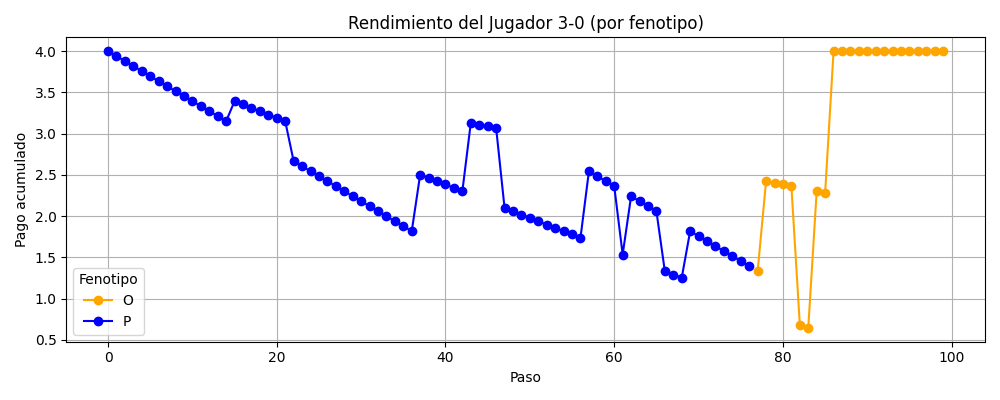 Rendimiento del Jugador 3-0 (por fenotipo)
Pago acumulado
4.0
3.5
3.0
2.5
2.0
1.5
1.0
0.5
Fenotipo
O
P
0 20 40 60 80 100
Paso